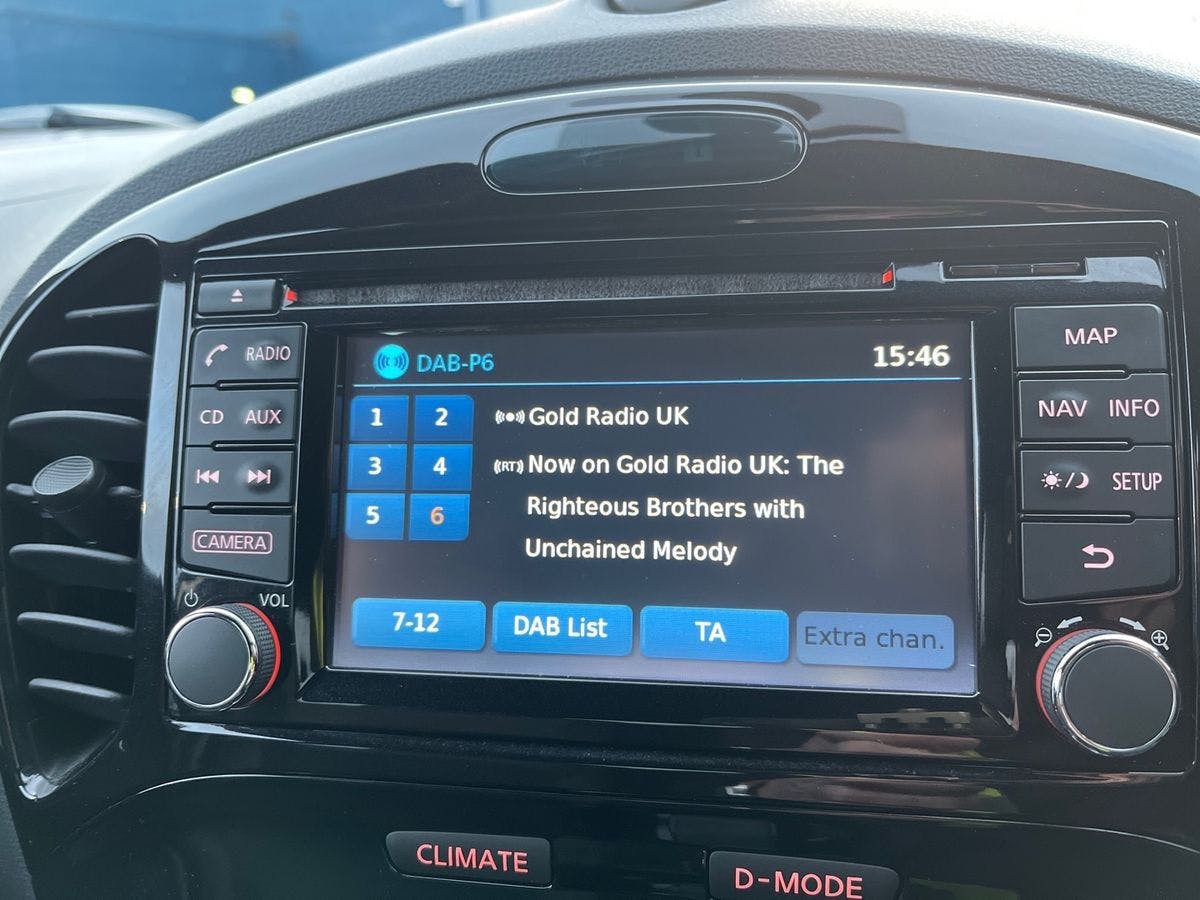 RADIO
CD AUX
CAMERA
VOL
DAB-P6 15:46
1 2
3 4
5 6
Gold Radio UK
(RT) Now on Gold Radio UK: The
Righteous Brothers with
Unchained Melody
7-12 DAB List TA Extra chan.
MAP
NAV INFO
SETUP
CLIMATE
D-MODE